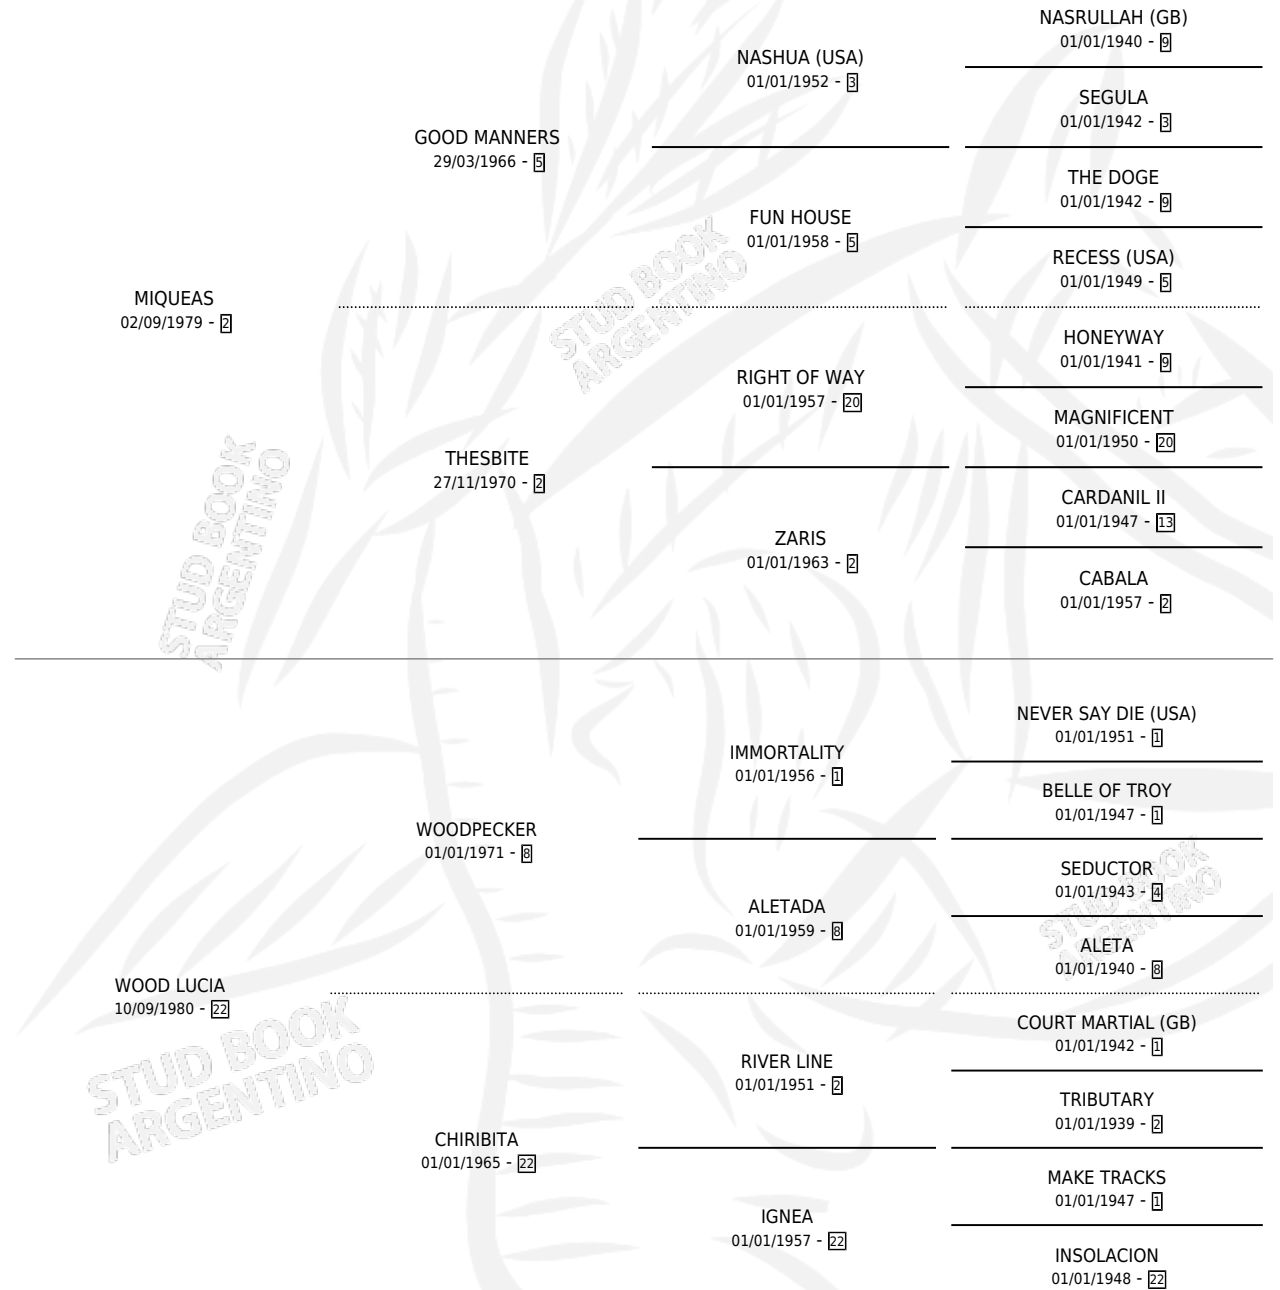 NASRULLAH (GB)
01/01/1940 - 9
NASHUA (USA)
01/01/1952 - 3
SEGULA
01/01/1942 - 3
GOOD MANNERS
29/03/1966 - 5
THE DOGE
01/01/1942 - 9
FUN HOUSE
01/01/1958 - 5
RECESS (USA)
01/01/1949 - 5
MIQUEAS
02/09/1979 - 2
HONEYWAY
01/01/1941 - 9
RIGHT OF WAY
01/01/1957 - 20
MAGNIFICENT
01/01/1950 - 20
THESBITE
27/11/1970 - 2
CARDANIL II
01/01/1947 - 13
ZARIS
01/01/1963 - 2
CABALA
01/01/1957 - 2
NEVER SAY DIE (USA)
01/01/1951 - 1
IMMORTALITY
01/01/1956 - 1
BELLE OF TROY
01/01/1947 - 1
WOODPECKER
01/01/1971 - 8
SEDUCTOR
01/01/1943 - 4
ALETADA
01/01/1959 - 8
ALETA
01/01/1940 - 8
WOOD LUCIA
10/09/1980 - 22
COURT MARTIAL (GB)
01/01/1942 - 1
RIVER LINE
01/01/1951 - 2
TRIBUTARY
01/01/1939 - 2
CHIRIBITA
01/01/1965 - 22
MAKE TRACKS
01/01/1947 - 1
IGNEA
01/01/1957 - 22
INSOLACION
01/01/1948 - 22
STUD BOOK
ARGENTINO
STUD BOOK
ARGENTINO
STUD BOOK
ARGENTINO
STUD BOOK
ARGENTINO